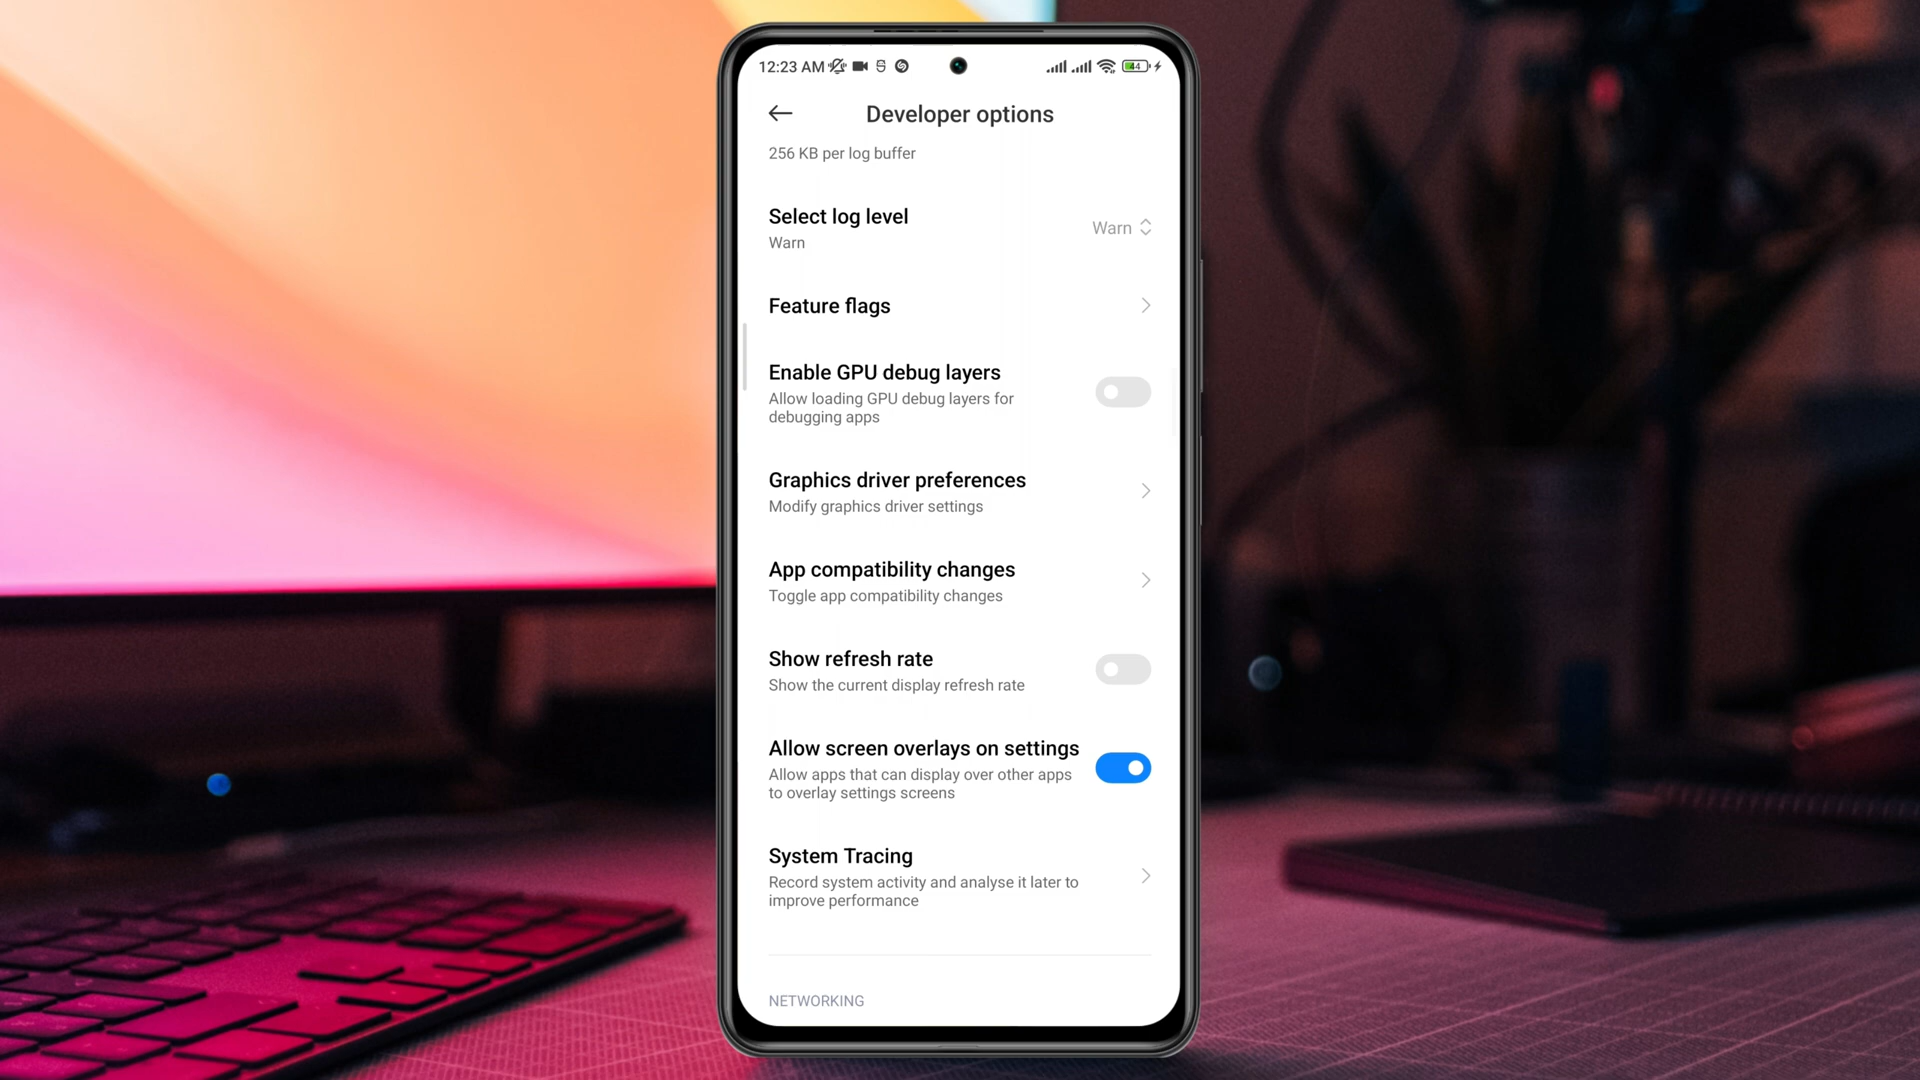 12:23 AM
44
Developer options
256 KB per log buffer
Select log level
Warn
Warn
Feature flags
Enable GPU debug layers
Allow loading GPU debug layers for
debugging apps
Graphics driver preferences
Modify graphics driver settings
App compatibility changes
Toggle app compatibility changes
Show refresh rate
Show the current display refresh rate
Allow screen overlays on settings
Allow apps that can display over other apps
to overlay settings screens
System Tracing
Record system activity and analyse it later to
improve performance
NETWORKING